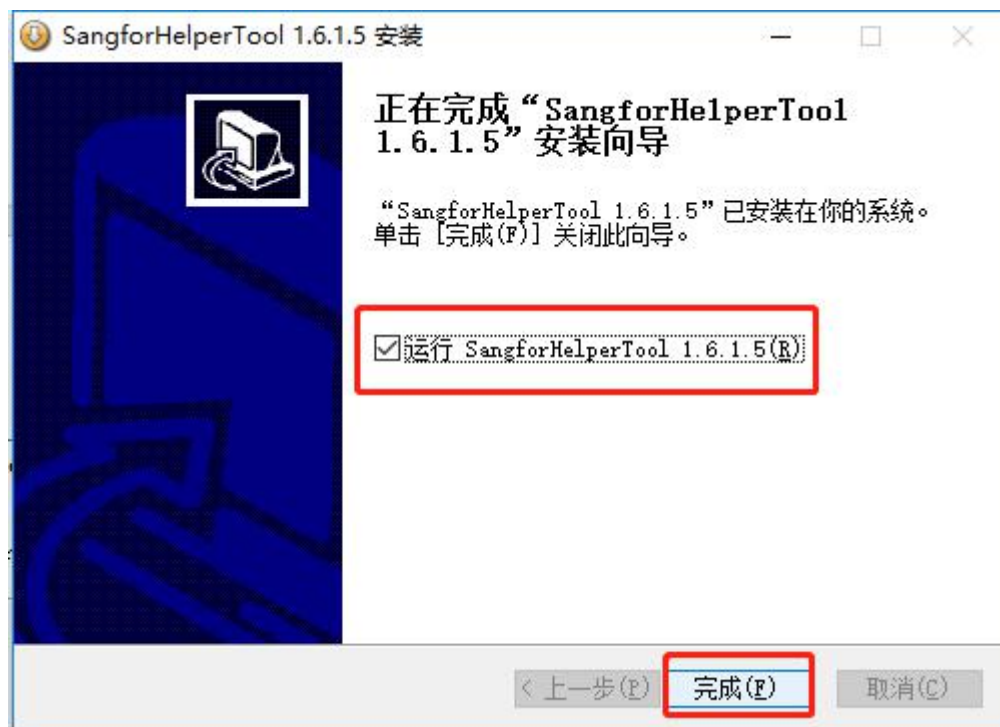 SangforHelperTool 1.6.1.5 安装
正在完成“SangforHelperTool
1.6.1.5”安装向导
“SangforHelperTool 1.6.1.5”已安装在你的系统。
单击 [完成(F)] 关闭此向导。
运行 SangforHelperTool 1.6.1.5(R)
< 上一步(P)
完成(F)
取消(C)